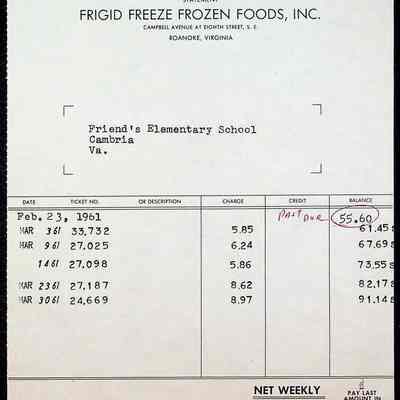 STATEMENT
FRIGID FREEZE FROZEN FOODS, INC.
CAMPBELL AVENUE AT EIGHTH STREET, S. E.
ROANOKE, VIRGINIA
Friend's Elementary School
Cambria
Va.
DATE TICKET NO. OR DESCRIPTION CHARGE CREDIT BALANCE
Feb. 23, 1961 PAST DUE 55.60
MAR 3 61 33,732 5.85 61.45
MAR 9 61 27,025 6.24 67.69
14 61 27,098 5.86 73.55
MAR 23 61 27,187 8.62 82.17
MAR 30 61 24,669 8.97 91.14
NET WEEKLY
PAY LAST
AMOUNT IN